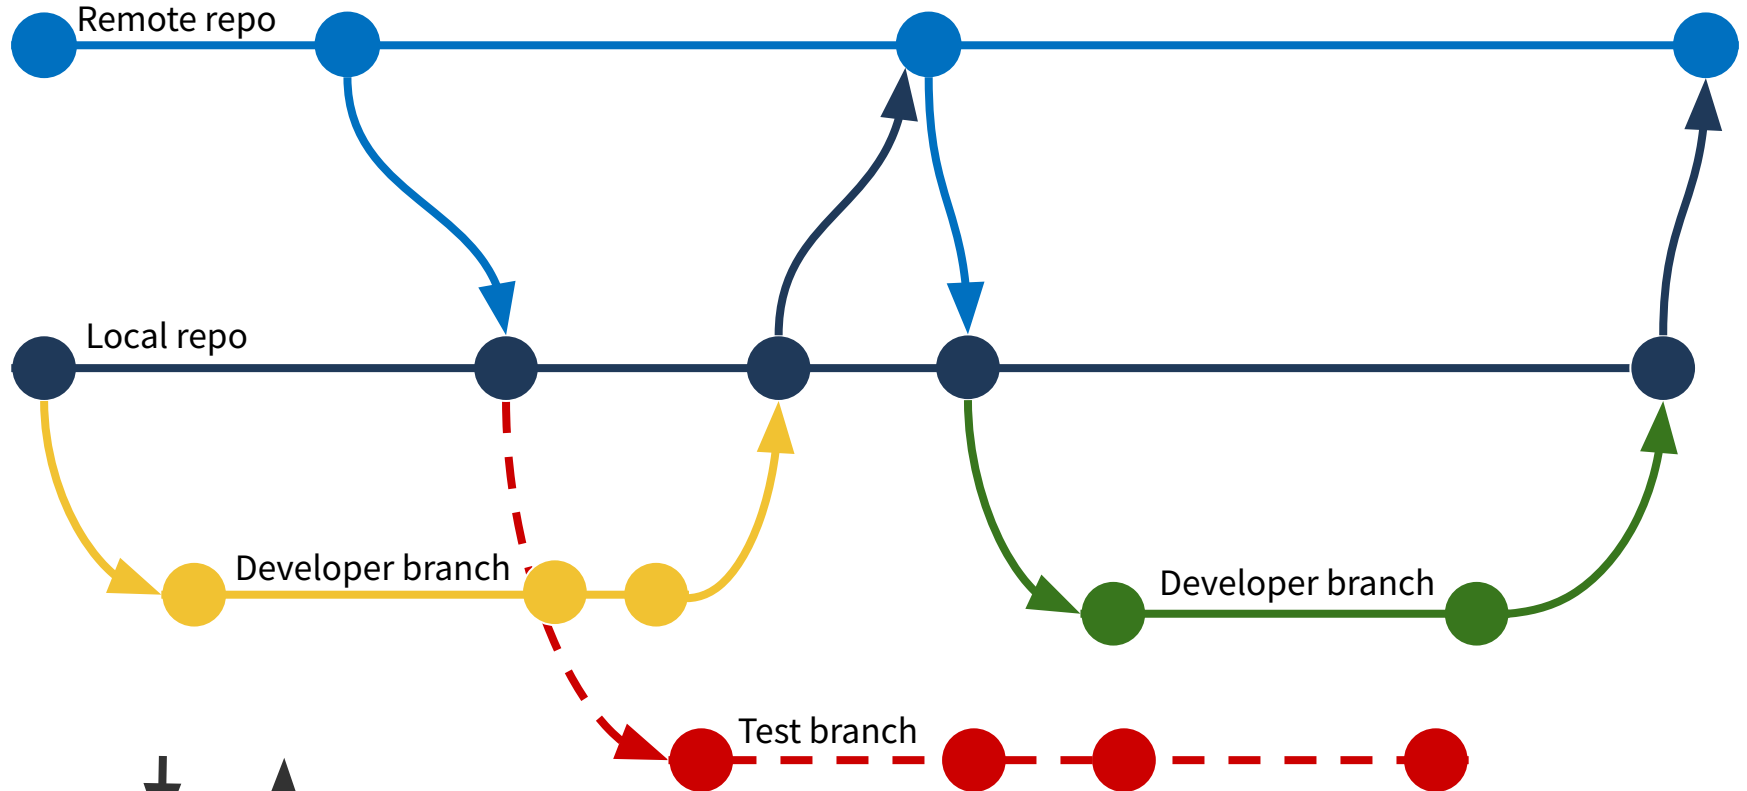 Remote repo
Local repo
Developer branch
Developer branch
Test branch